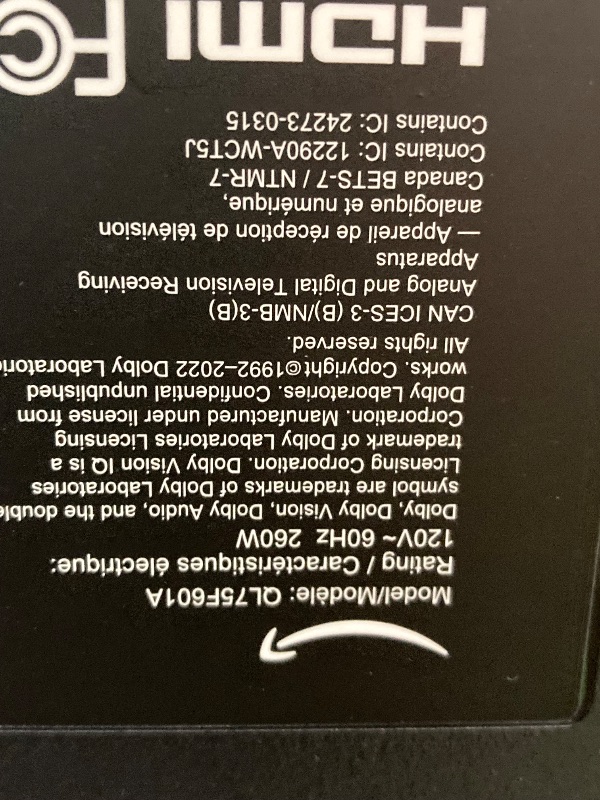 Model/Modèle: QL75F601A
Rating / Caractéristiques électrique:
120V~ 60HZ 260W
Dolby, Dolby Vision, Dolby Audio, and the double
symbol are trademarks of Dolby Laboratories
Licensing Corporation. Dolby Vision IQ is a
trademark of Dolby Laboratories Licensing
Corporation. Manufactured under license from
Dolby Laboratories. Confidential unpublished
works. Copyright©1992–2022 Dolby
All rights reserved.
CAN ICES-3 (B)/NMB-3(B)
Analog and Digital Television Receiving
Apparatus
— Appareil de réception de télévision
analogique et numérique,
Canada BETS-7 / NTMR-7
Contains IC: 12290A-WCT5J
Contains IC: 24273-0315
HDMI FC